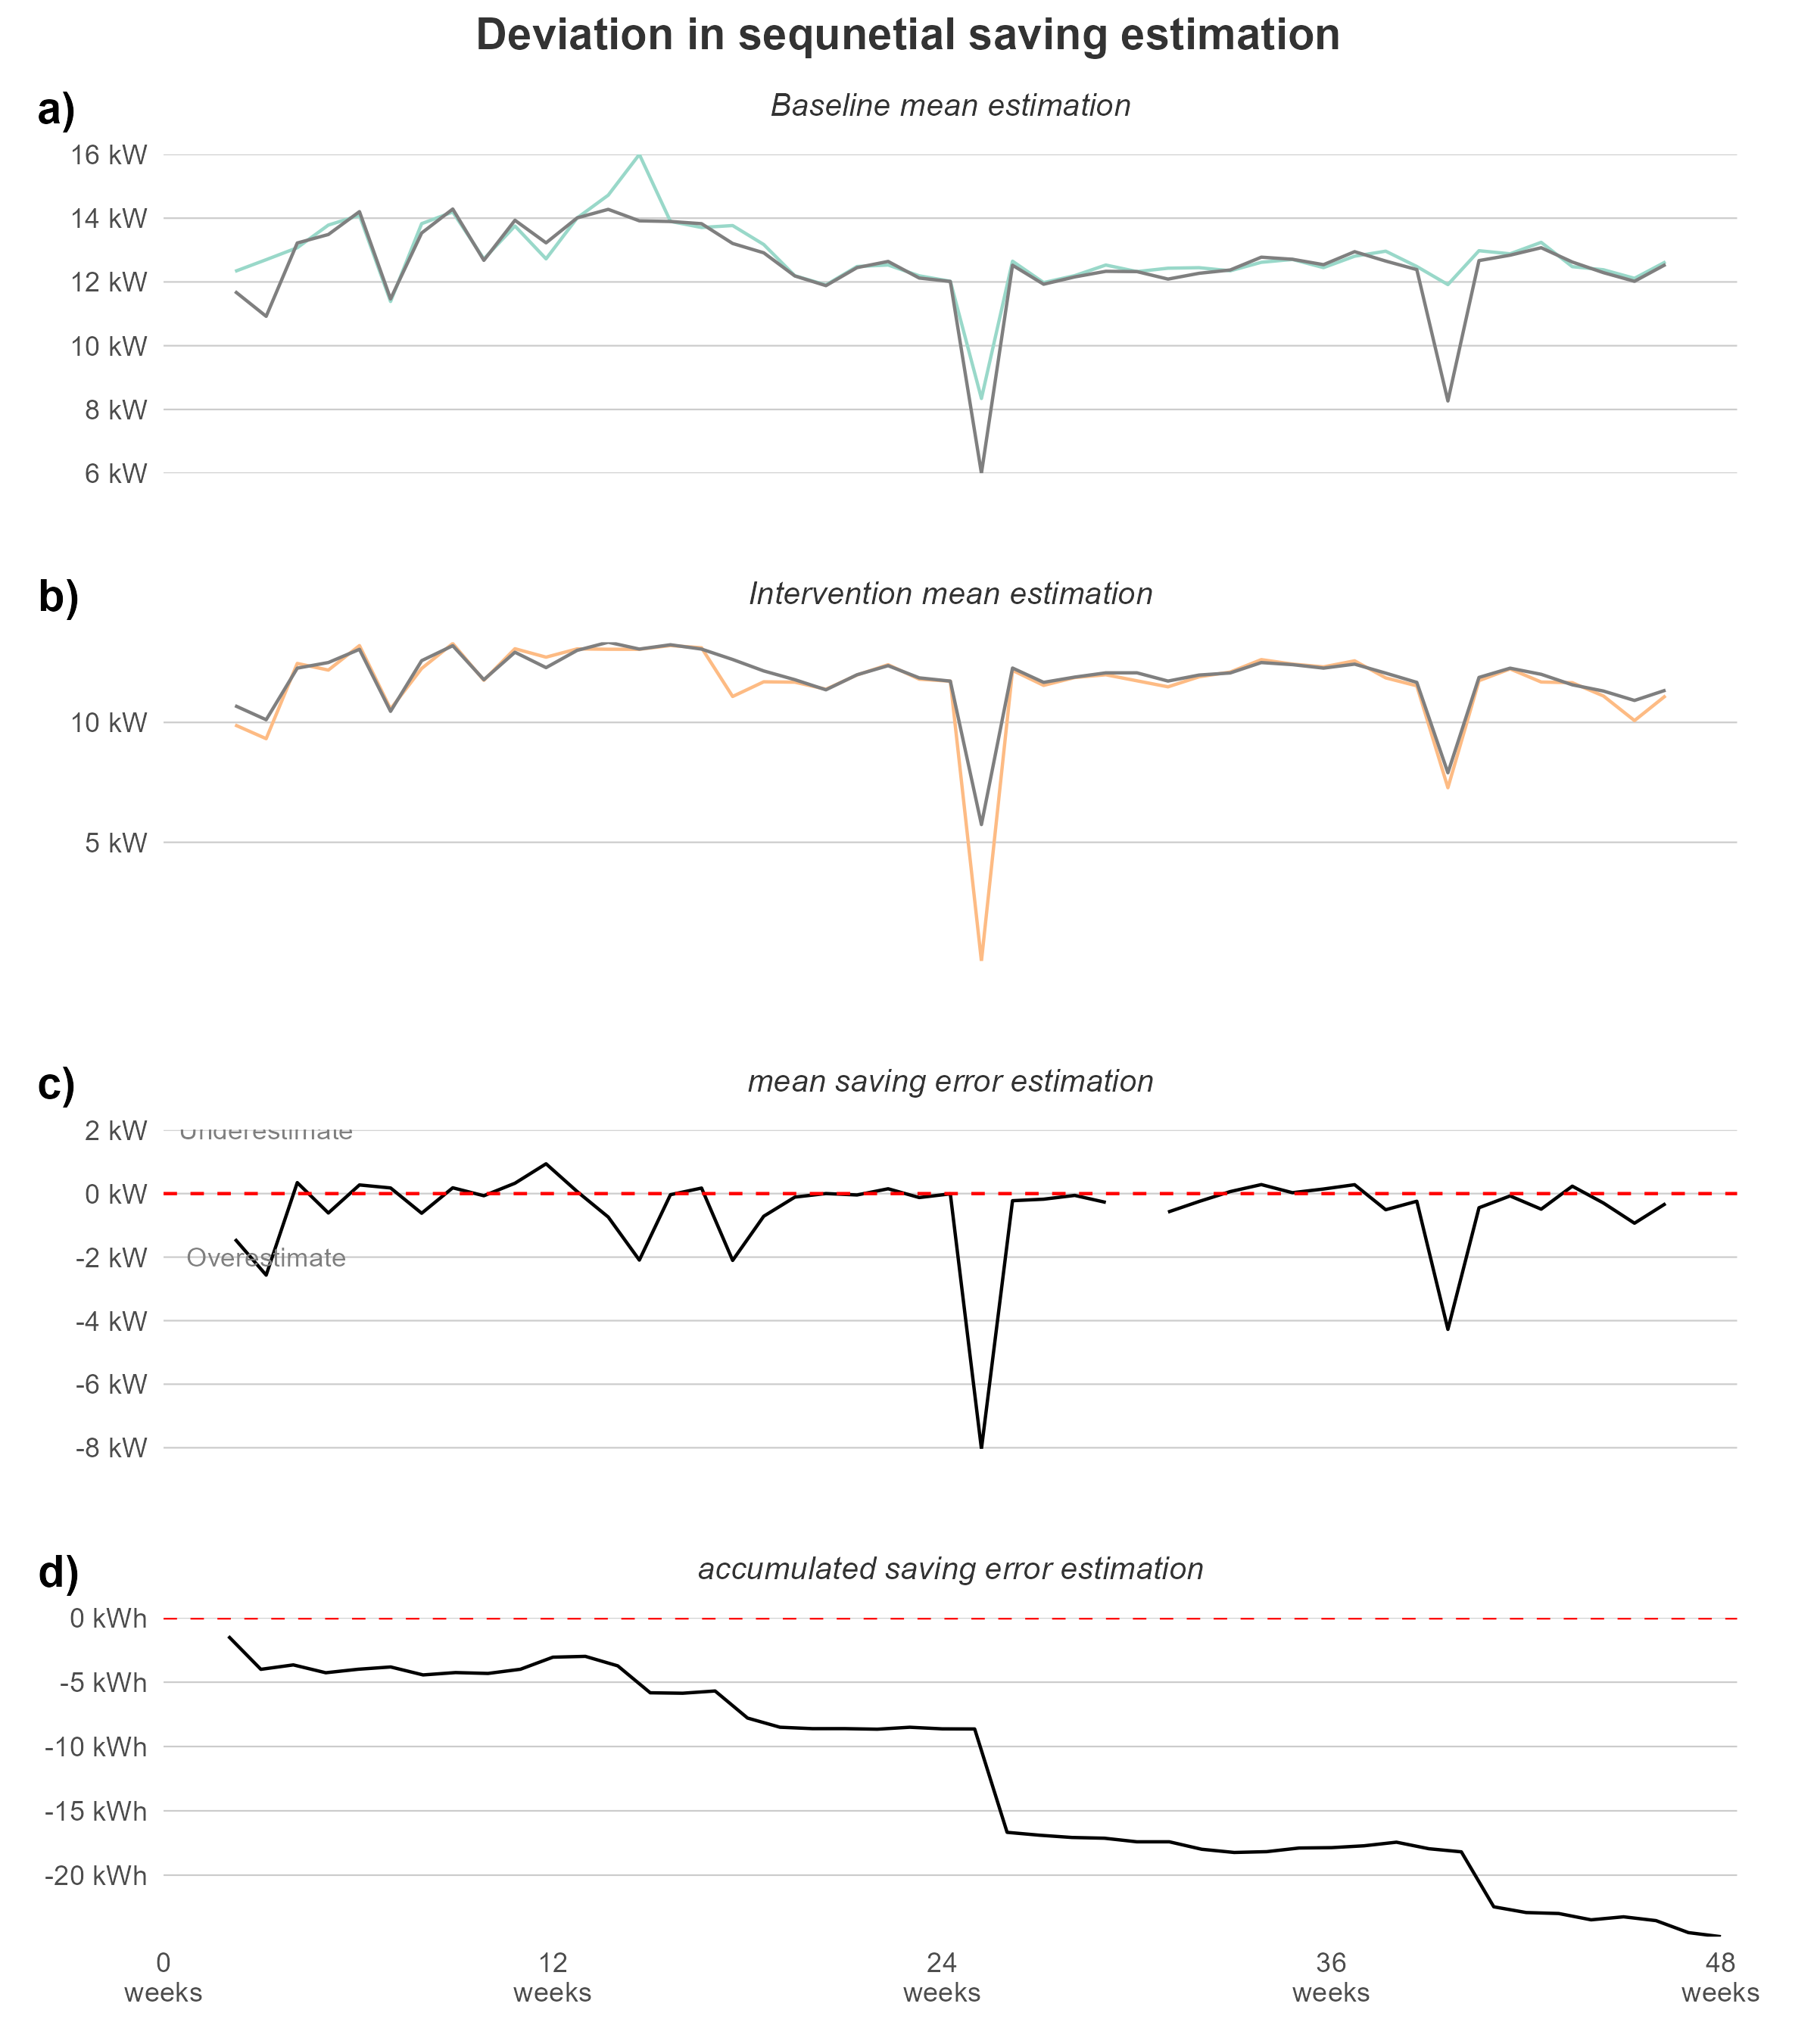 Deviation in sequnetial saving estimation
a)
Baseline mean estimation
16 kW
14 kW
12 kW
10 kW
8 kW
6 kW
b)
Intervention mean estimation
10 kW
5 kW
c)
mean saving error estimation
2 kW
Underestimate
0 kW
-2 kW
Overestimate
-4 kW
-6 kW
-8 kW
d)
accumulated saving error estimation
0 kWh
-5 kWh
-10 kWh
-15 kWh
-20 kWh
0 12 24 36 48
weeks weeks weeks weeks weeks